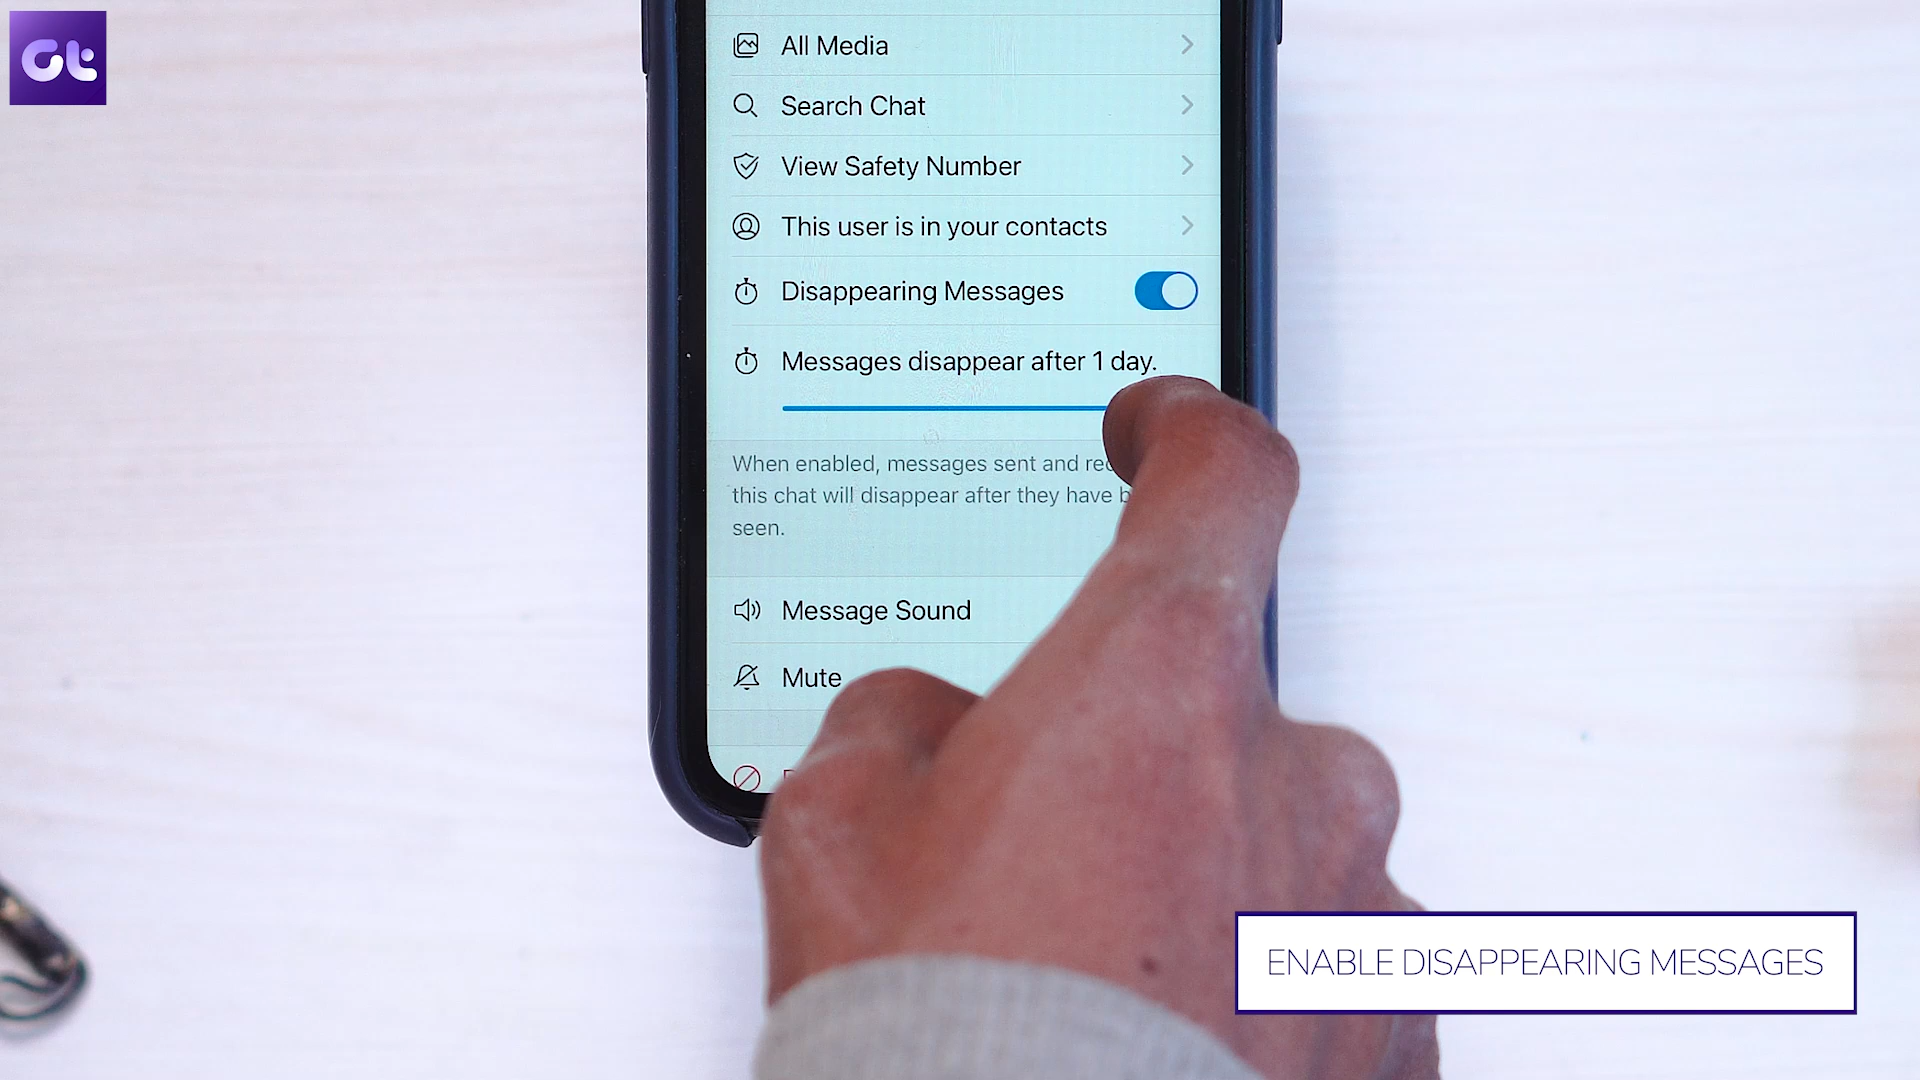 Gt
All Media
Search Chat
View Safety Number
This user is in your contacts
Disappearing Messages
Messages disappear after 1 day.
When enabled, messages sent and
this chat will disappear after they have
seen.
Message Sound
Mute
ENABLE DISAPPEARING MESSAGES